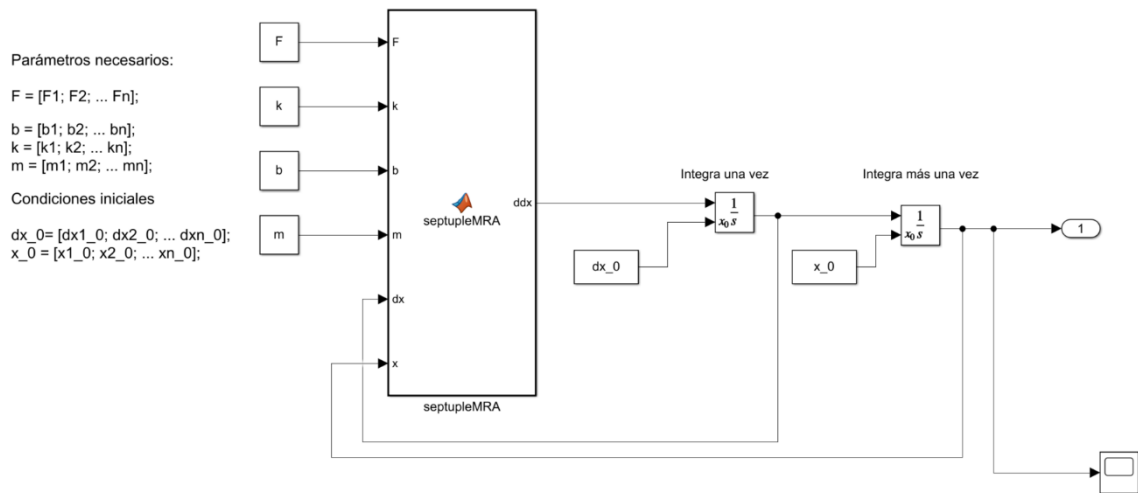 Parámetros necesarios:
F = [F1; F2; ... Fn];
b = [b1; b2; ... bn];
k = [k1; k2; ... kn];
m = [m1; m2; ... mn];
Condiciones iniciales
dx_0= [dx1_0; dx2_0; ... dxn_0];
x_0 = [x1_0; x2_0; ... xn_0];
F
k
b
m
F
k
b
m
dx
x
septupleMRA
ddx
septupleMRA
Integra una vez
x₀ 1/s
dx_0
Integra más una vez
x₀ 1/s
x_0
1